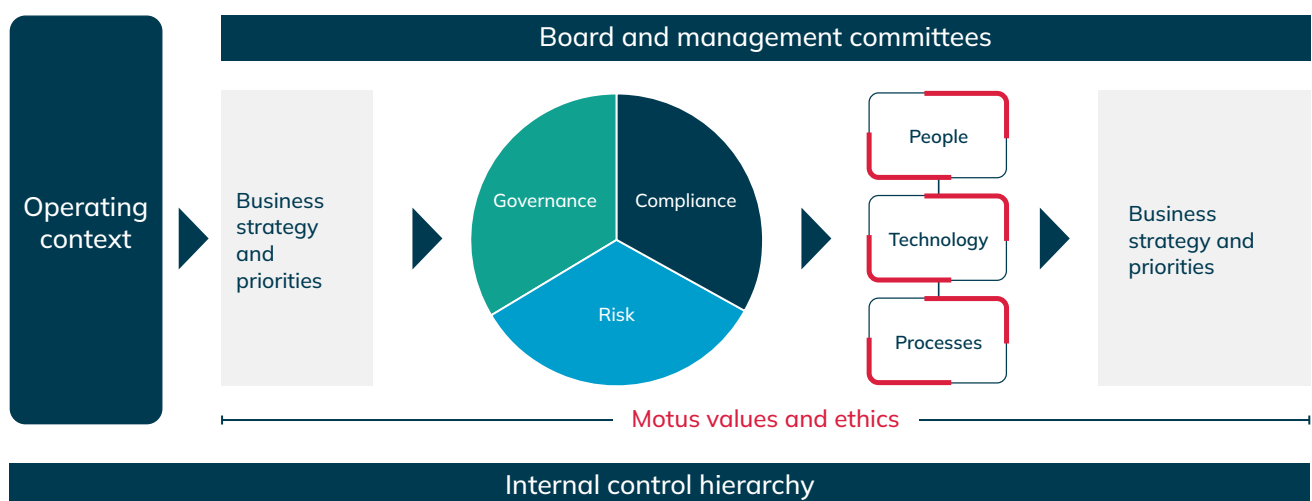 Board and management committees
Operating
context
Business
strategy
and
priorities
Governance
Compliance
Risk
People
Technology
Processes
Business
strategy and
priorities
Motus values and ethics
Internal control hierarchy